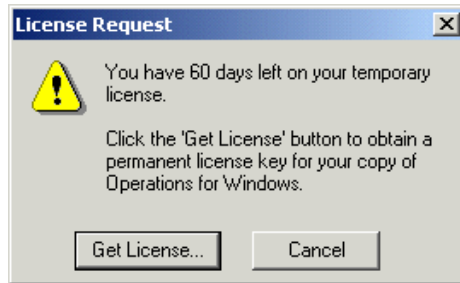 License Request
You have 60 days left on your temporary
license.
Click the 'Get License' button to obtain a
permanent license key for your copy of
Operations for Windows.
Get License... Cancel